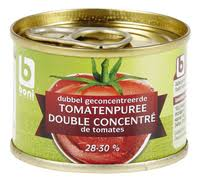 boni
dubbel geconcentreerde
TOMATENPUREE
DOUBLE CONCENTRÉ
de tomates
28-30 %